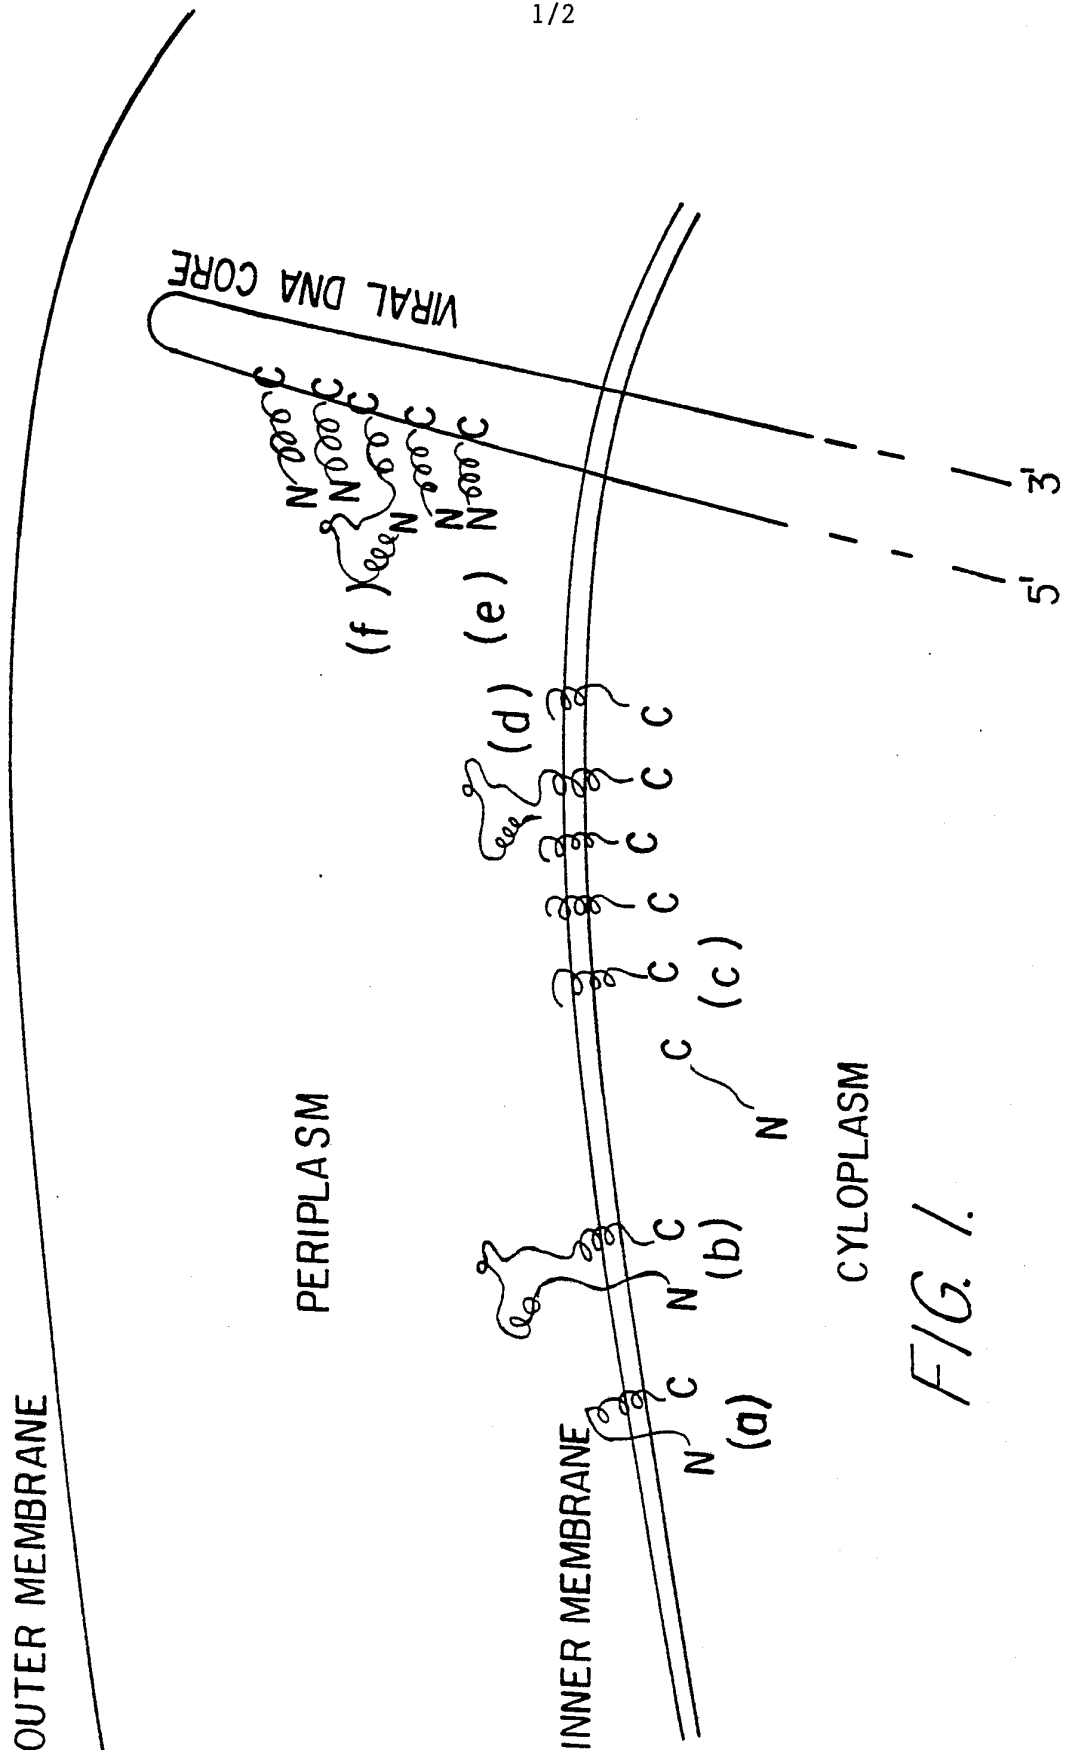 1/2
OUTER MEMBRANE
VIRAL DNA CORE
N C
N C
N C
N C
N C
(f)
(e)
PERIPLASM
(d)
INNER MEMBRANE
N C
(a)
N C
(b)
N C
C C C C C
(c)
CYLOPLASM
5' 3'
FIG. 1.